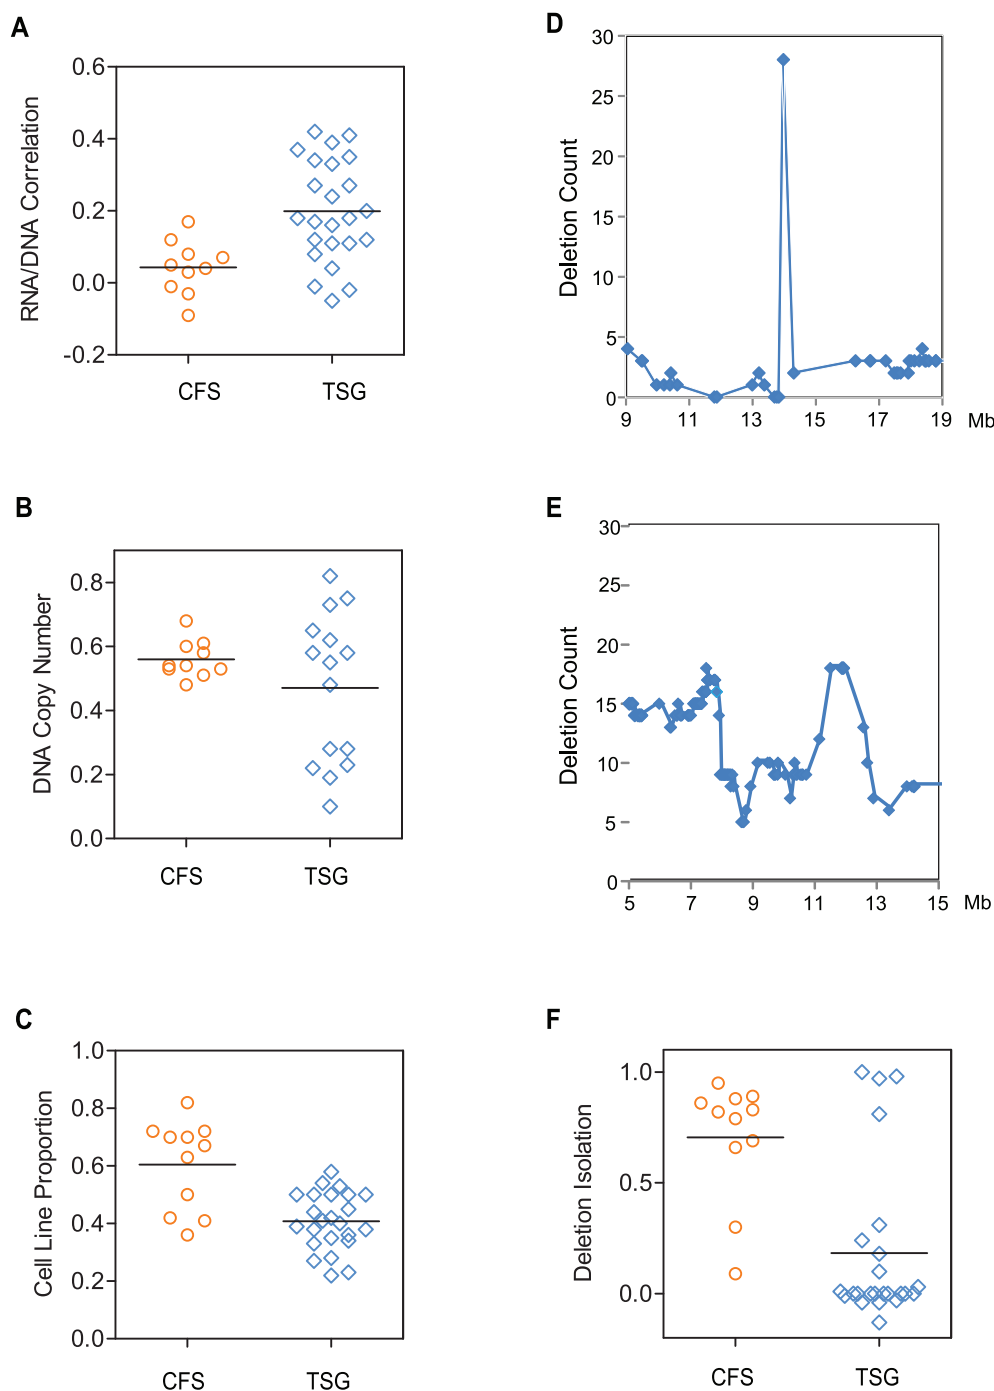 A
0.6
0.4
0.2
0.0
-0.2
RNA/DNA Correlation
CFS
TSG
D
30
25
20
15
10
5
0
Deletion Count
9
11
13
15
17
19
Mb
B
0.8
0.6
0.4
0.2
0.0
DNA Copy Number
CFS
TSG
E
30
25
20
15
10
5
0
Deletion Count
5
7
9
11
13
15
Mb
C
1.0
0.8
0.6
0.4
0.2
0.0
Cell Line Proportion
CFS
TSG
F
1.0
0.5
0.0
Deletion Isolation
CFS
TSG